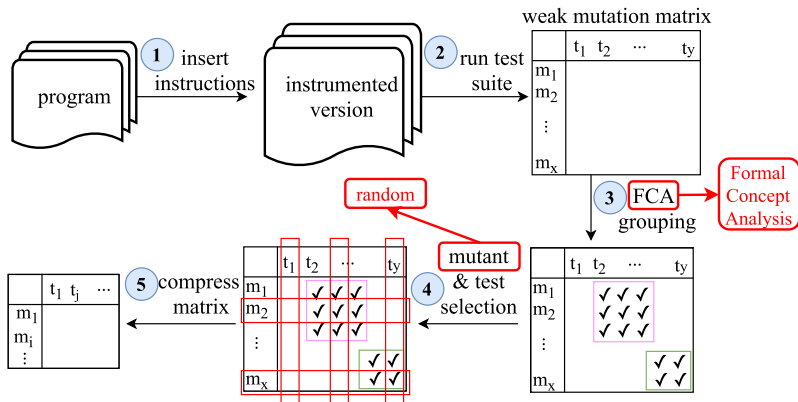 weak mutation matrix
1
insert
instructions
program
instrumented
version
2
run test
suite
t1 t2 ... ty
m1
m2
⋮
mx
3
FCA
grouping
Formal
Concept
Analysis
random
mutant
& test
selection
4
t1 t2 ... ty
m1
✓ ✓ ✓
m2
✓ ✓ ✓
✓ ✓ ✓
⋮
✓ ✓
mx
✓ ✓
t1 t2 ... ty
m1
✓ ✓ ✓
m2
✓ ✓ ✓
✓ ✓ ✓
⋮
✓ ✓
mx
✓ ✓
5
compress
matrix
t1 tj ...
m1
mi
⋮